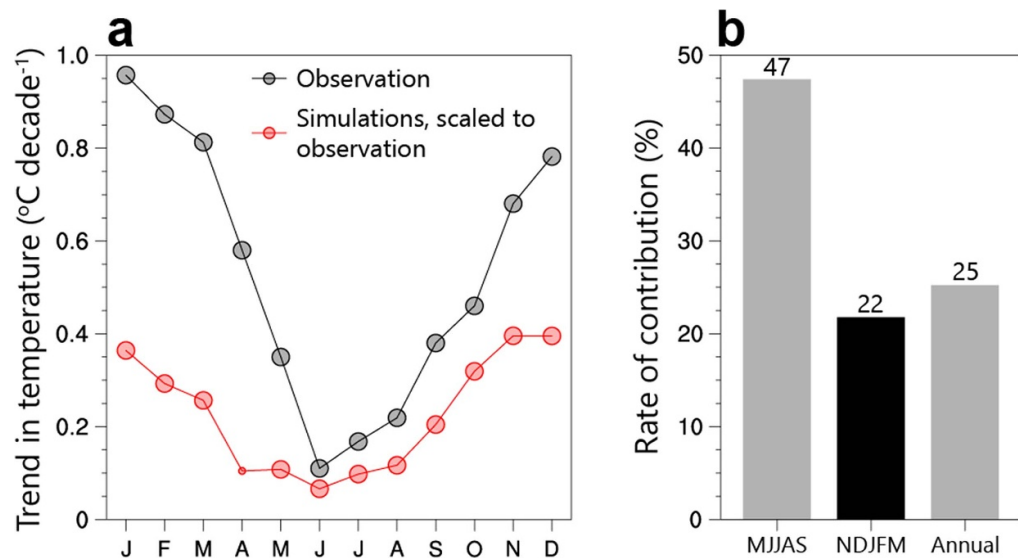 a
Trend in temperature (°C decade⁻¹)
1.0
0.8
0.6
0.4
0.2
0
Observation
Simulations, scaled to
observation
J F M A M J J A S O N D
b
Rate of contribution (%)
50
40
30
20
10
0
47
22
25
MJJAS NDJFM Annual